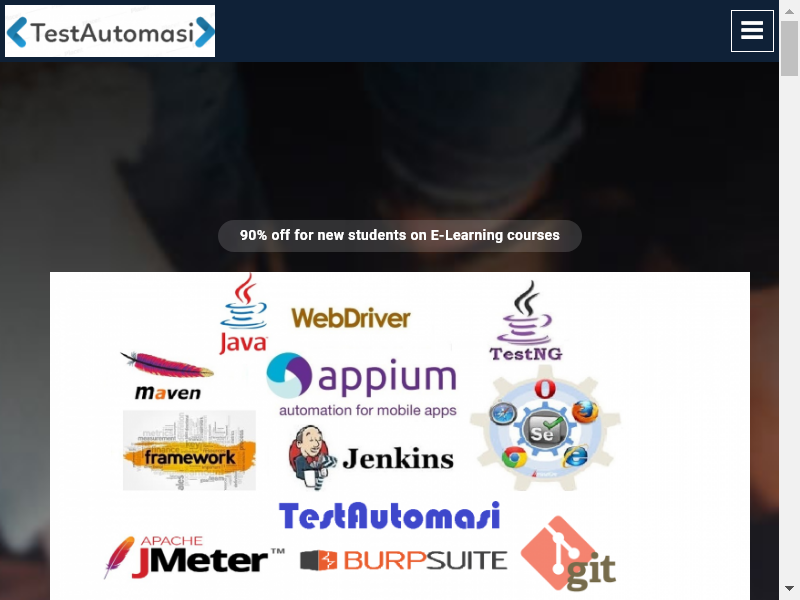 TestAutomasi
90% off for new students on E-Learning courses
Java
WebDriver
TestNG
maven
appium
automation for mobile apps
framework
Se
Jenkins
TestAutomasi
APACHE
JMeter™
BURPSUITE
git